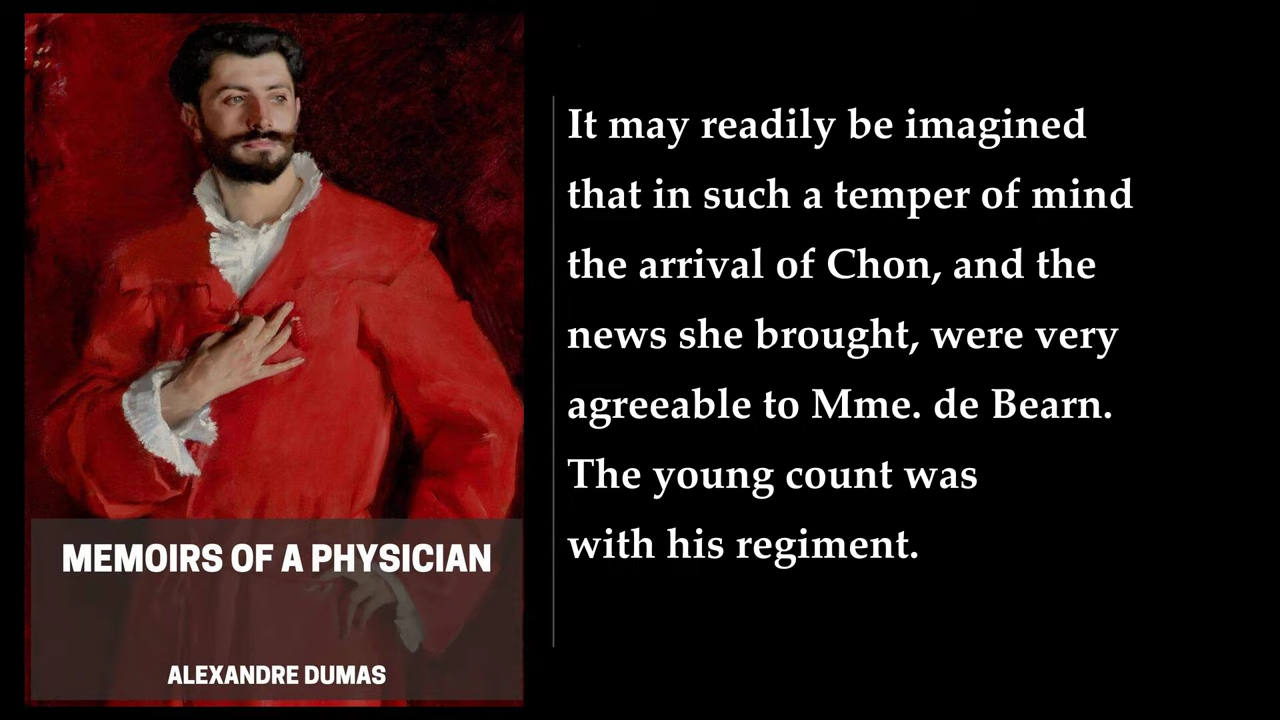 MEMOIRS OF A PHYSICIAN
ALEXANDRE DUMAS
It may readily be imagined
that in such a temper of mind
the arrival of Chon, and the
news she brought, were very
agreeable to Mme. de Bearn.
The young count was
with his regiment.